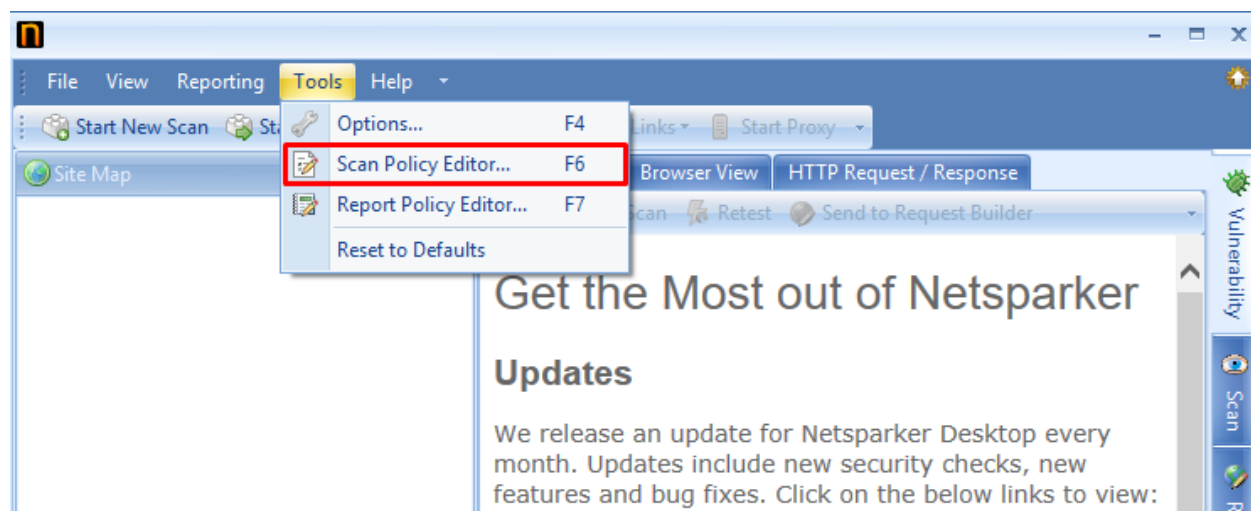 n
File View Reporting Tools Help
Start New Scan
Options... F4
Links
Start Proxy
Site Map
Scan Policy Editor... F6
Browser View
HTTP Request / Response
Report Policy Editor... F7
Retest
Send to Request Builder
Reset to Defaults
Vulnerability
Scan
Get the Most out of Netsparker
Updates
We release an update for Netsparker Desktop every
month. Updates include new security checks, new
features and bug fixes. Click on the below links to view: